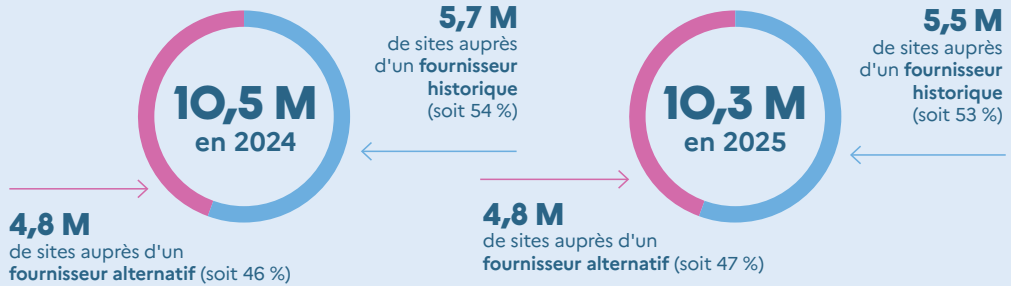 10,5 M
en 2024
5,7 M
de sites auprès
d'un fournisseur
historique
(soit 54 %)
4,8 M
de sites auprès d'un
fournisseur alternatif (soit 46 %)
10,3 M
en 2025
5,5 M
de sites auprès
d'un fournisseur
historique
(soit 53 %)
4,8 M
de sites auprès d'un
fournisseur alternatif (soit 47 %)